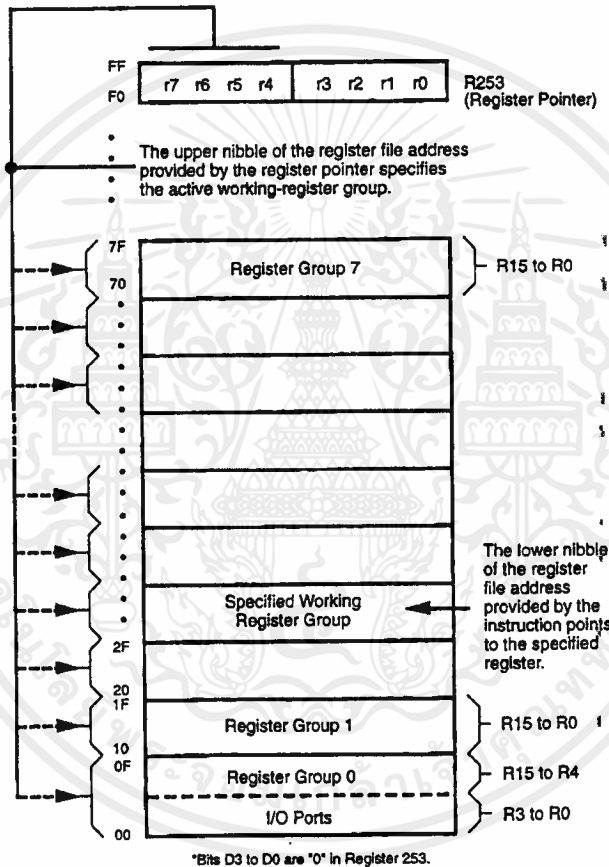 FF
F0
r7 r6 r5 r4 r3 r2 r1 r0
R253
(Register Pointer)
The upper nibble of the register file address
provided by the register pointer specifies
the active working-register group.
7F
70
Register Group 7
R15 to R0
The lower nibble
of the register
file address
provided by the
instruction points
to the specified
register.
Specified Working
Register Group
2F
20
1F
Register Group 1
R15 to R0
10
0F
Register Group 0
R15 to R4
I/O Ports
R3 to R0
00
*Bits D3 to D0 are "0" in Register 253.